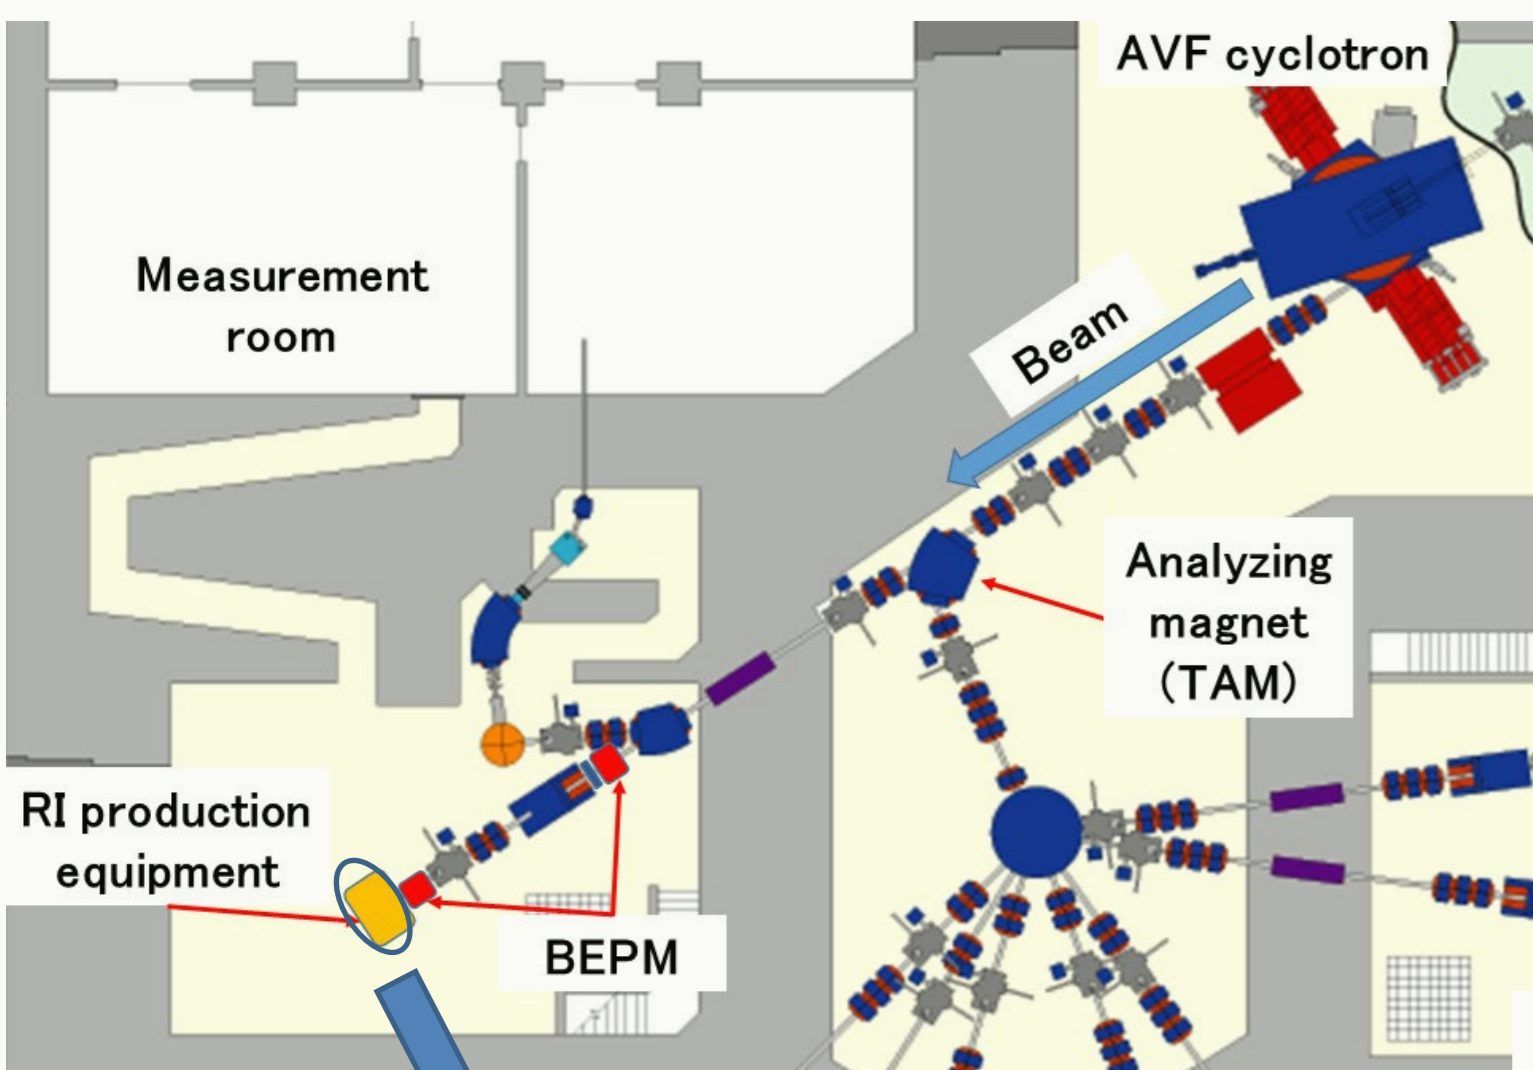 AVF cyclotron
Measurement
room
Beam
Analyzing
magnet
(TAM)
RI production
equipment
BEPM